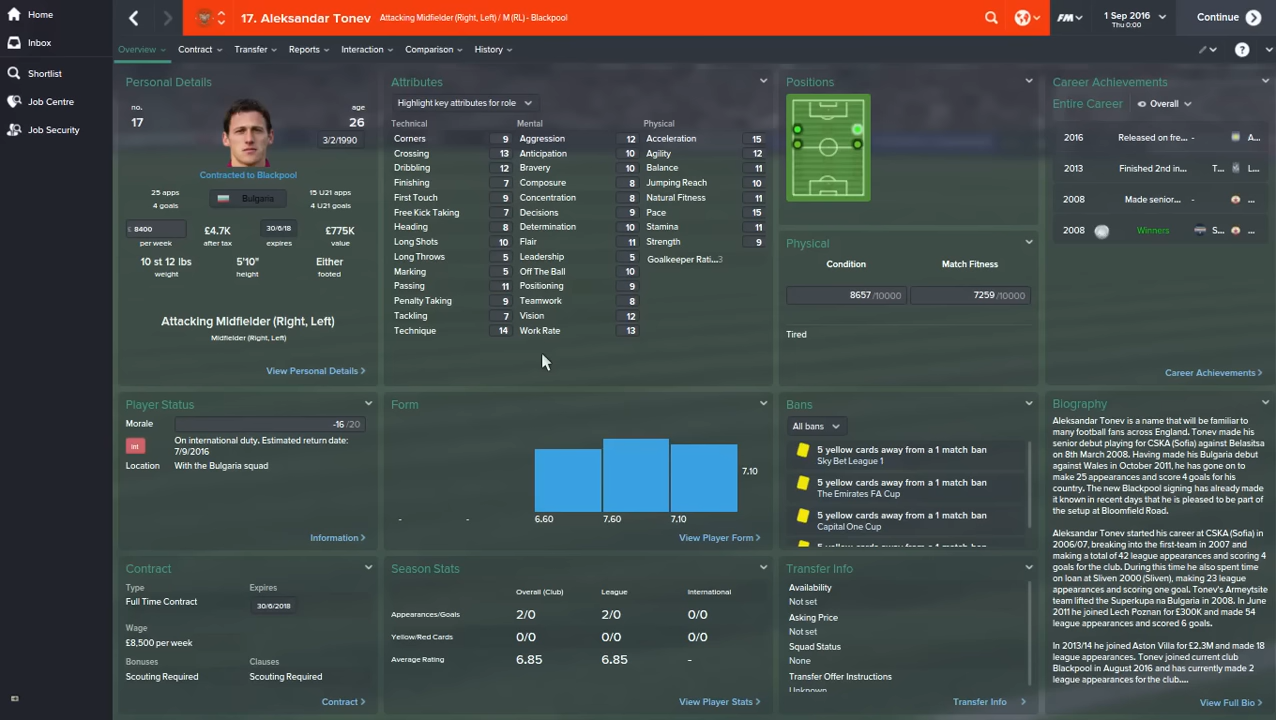 Home
Inbox
Shortlist
Job Centre
Job Security
17. Aleksandar Tonev
Attacking Midfielder (Right, Left) / M (RL) - Blackpool
FM
1 Sep 2016
Thu 0:00
Continue
Overview
Contract
Transfer
Reports
Interaction
Comparison
History
Personal Details
no.
17
age
26
3/2/1990
Contracted to Blackpool
25 apps
4 goals
Bulgaria
15 U21 apps
4 U21 goals
£ 8400
per week
£4.7K
after tax
30/6/18
expires
£775K
value
10 st 12 lbs
weight
5'10"
height
Either
footed
Attacking Midfielder (Right, Left)
Midfielder (Right, Left)
View Personal Details >
Attributes
Highlight key attributes for role
Technical
Corners 9
Crossing 13
Dribbling 12
Finishing 7
First Touch 9
Free Kick Taking 7
Heading 8
Long Shots 10
Long Throws 5
Marking 5
Passing 11
Penalty Taking 9
Tackling 7
Technique 14
Mental
Aggression 12
Anticipation 10
Bravery 10
Composure 8
Concentration 8
Decisions 9
Determination 10
Flair 11
Leadership 5
Off The Ball 10
Positioning 9
Teamwork 8
Vision 12
Work Rate 13
Physical
Acceleration 15
Agility 12
Balance 11
Jumping Reach 10
Natural Fitness 11
Pace 15
Stamina 11
Strength 9
Goalkeeper Rati...3
Positions
Physical
Condition
8657 /10000
Match Fitness
7259 /10000
Tired
Career Achievements
Entire Career
Overall
2016 Released on fre... - A...
2013 Finished 2nd in... T... L...
2008 Made senior... - ...
2008 Winners S... ...
Career Achievements >
Player Status
Morale -16 /20
Int
On international duty. Estimated return date:
7/9/2016
Location With the Bulgaria squad
Information >
Form
- -
6.60 7.60 7.10
7.10
View Player Form >
Bans
All bans
5 yellow cards away from a 1 match ban
Sky Bet League 1
5 yellow cards away from a 1 match ban
The Emirates FA Cup
5 yellow cards away from a 1 match ban
Capital One Cup
5 yellow cards away from a 1 match ban
Biography
Aleksandar Tonev is a name that will be familiar to
many football fans across England. Tonev made his
senior debut playing for CSKA (Sofia) against Belasitsa
on 8th March 2008. Having made his Bulgaria debut
against Wales in October 2011, he has gone on to
make 25 appearances and score 4 goals for his
country. The new Blackpool signing has already made
it known in recent days that he is pleased to be part of
the setup at Bloomfield Road.
Aleksandar Tonev started his career at CSKA (Sofia) in
2006/07, breaking into the first-team in 2007 and
making a total of 42 league appearances and scoring 4
goals for the club. During this time he also spent time
on loan at Sliven 2000 (Sliven), making 23 league
appearances and scoring one goal. Tonev's Armeytsite
team lifted the Superkupa na Bulgaria in 2008. In June
2011 he joined Lech Poznan for £300K and made 54
league appearances and scored 6 goals.
In 2013/14 he joined Aston Villa for £2.3M and made 18
league appearances. Tonev joined current club
Blackpool in August 2016 and has currently made 2
league appearances for the club....
View Full Bio >
Contract
Type
Full Time Contract
Expires
30/6/2018
Wage
£8,500 per week
Bonuses
Scouting Required
Clauses
Scouting Required
Contract >
Season Stats
Overall (Club) League International
Appearances/Goals 2/0 2/0 0/0
Yellow/Red Cards 0/0 0/0 0/0
Average Rating 6.85 6.85 -
View Player Stats >
Transfer Info
Availability
Not set
Asking Price
Not set
Squad Status
None
Transfer Offer Instructions
Unknown
Transfer Info >